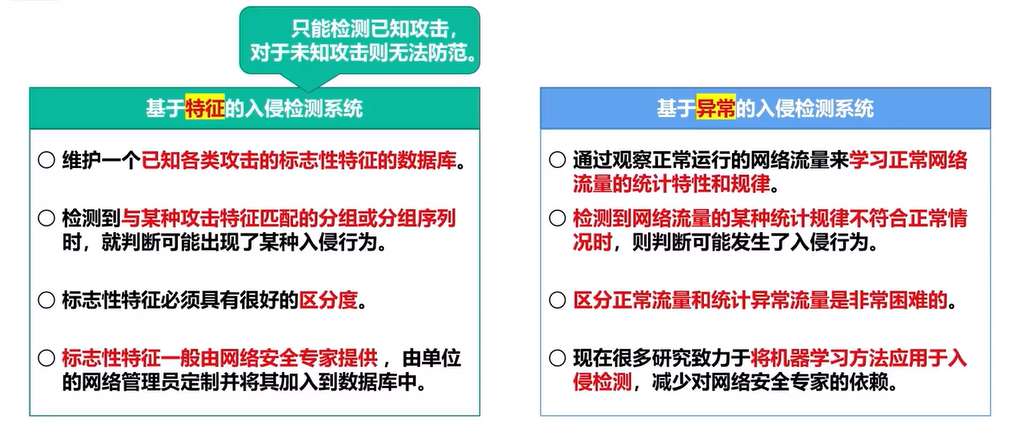 只能检测已知攻击，
对于未知攻击则无法防范。
基于特征的入侵检测系统
○ 维护一个已知各类攻击的标志性特征的数据库。
○ 检测到与某种攻击特征匹配的分组或分组序列
时，就判断可能出现了某种入侵行为。
○ 标志性特征必须具有很好的区分度。
○ 标志性特征一般由网络安全专家提供，由单位
的网络管理员定制并将其加入到数据库中。
基于异常的入侵检测系统
○ 通过观察正常运行的网络流量来学习正常网络
流量的统计特性和规律。
○ 检测到网络流量的某种统计规律不符合正常情
况时，则判断可能发生了入侵行为。
○ 区分正常流量和统计异常流量是非常困难的。
○ 现在很多研究致力于将机器学习方法应用于入
侵检测，减少对网络安全专家的依赖。